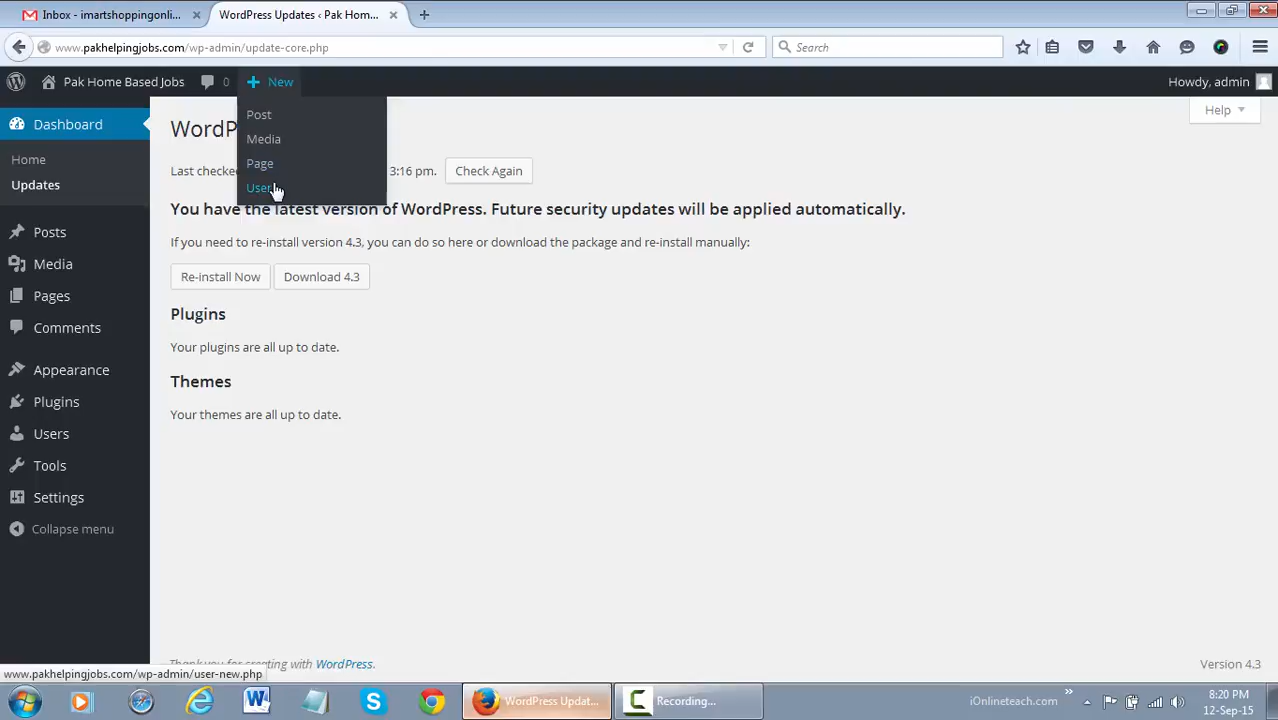 Inbox - imartshoppingonli...
WordPress Updates ‹ Pak Hom...
www.pakhelpingjobs.com/wp-admin/update-core.php
Search
Pak Home Based Jobs
0
New
Howdy, admin
Post
Media
Page
User
Dashboard
Home
Updates
Posts
Media
Pages
Comments
Appearance
Plugins
Users
Tools
Settings
Collapse menu
Help
WordP
Last checke 3:16 pm. Check Again
You have the latest version of WordPress. Future security updates will be applied automatically.
If you need to re-install version 4.3, you can do so here or download the package and re-install manually:
Re-install Now Download 4.3
Plugins
Your plugins are all up to date.
Themes
Your themes are all up to date.
Thank you for creating with WordPress.
Version 4.3
www.pakhelpingjobs.com/wp-admin/user-new.php
WordPress Updat...
Recording...
iOnlineteach.com
8:20 PM
12-Sep-15